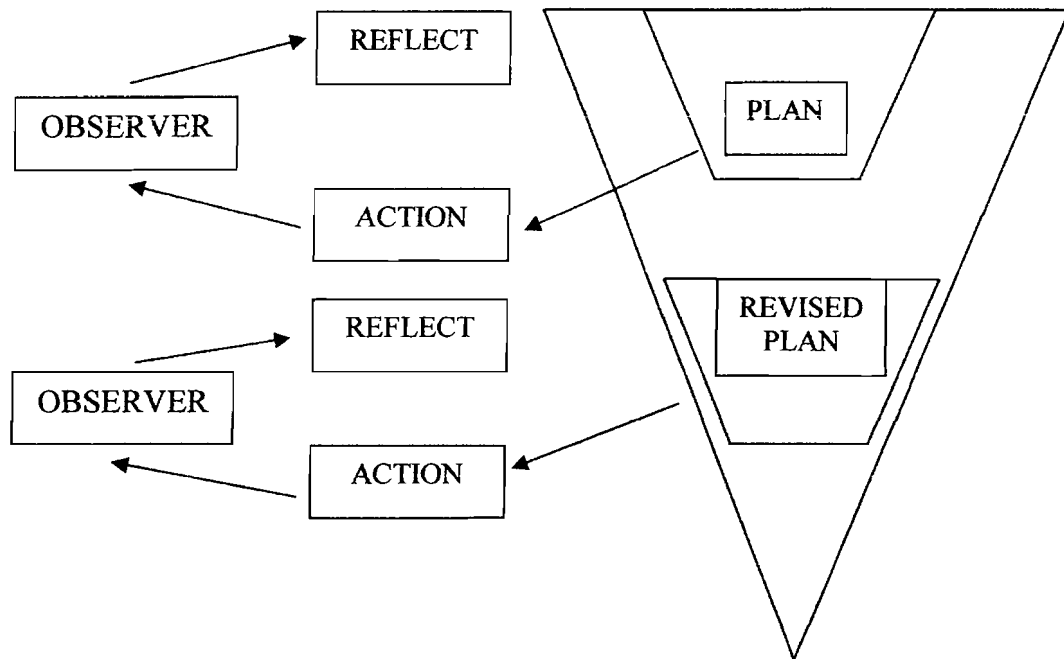 REFLECT
PLAN
OBSERVER
ACTION
REVISED
PLAN
REFLECT
OBSERVER
ACTION